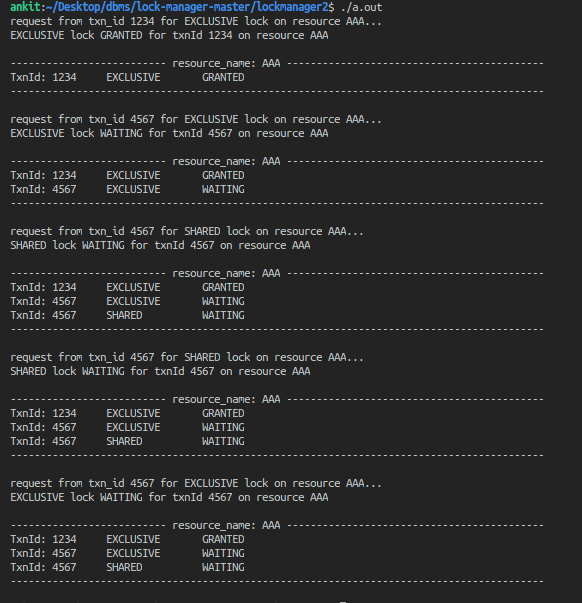 ankit:~/Desktop/dbms/lock-manager-master/lockmanager2$ ./a.out
request from txn_id 1234 for EXCLUSIVE lock on resource AAA...
EXCLUSIVE lock GRANTED for txnId 1234 on resource AAA
-------------------------- resource_name: AAA -------------------------------------------
TxnId: 1234     EXCLUSIVE       GRANTED
-----------------------------------------------------------------------------------------
request from txn_id 4567 for EXCLUSIVE lock on resource AAA...
EXCLUSIVE lock WAITING for txnId 4567 on resource AAA
-------------------------- resource_name: AAA -------------------------------------------
TxnId: 1234     EXCLUSIVE       GRANTED
TxnId: 4567     EXCLUSIVE       WAITING
-----------------------------------------------------------------------------------------
request from txn_id 4567 for SHARED lock on resource AAA...
SHARED lock WAITING for txnId 4567 on resource AAA
-------------------------- resource_name: AAA -------------------------------------------
TxnId: 1234     EXCLUSIVE       GRANTED
TxnId: 4567     EXCLUSIVE       WAITING
TxnId: 4567     SHARED          WAITING
-----------------------------------------------------------------------------------------
request from txn_id 4567 for SHARED lock on resource AAA...
SHARED lock WAITING for txnId 4567 on resource AAA
-------------------------- resource_name: AAA -------------------------------------------
TxnId: 1234     EXCLUSIVE       GRANTED
TxnId: 4567     EXCLUSIVE       WAITING
TxnId: 4567     SHARED          WAITING
-----------------------------------------------------------------------------------------
request from txn_id 4567 for EXCLUSIVE lock on resource AAA...
EXCLUSIVE lock WAITING for txnId 4567 on resource AAA
-------------------------- resource_name: AAA -------------------------------------------
TxnId: 1234     EXCLUSIVE       GRANTED
TxnId: 4567     EXCLUSIVE       WAITING
TxnId: 4567     SHARED          WAITING
-----------------------------------------------------------------------------------------